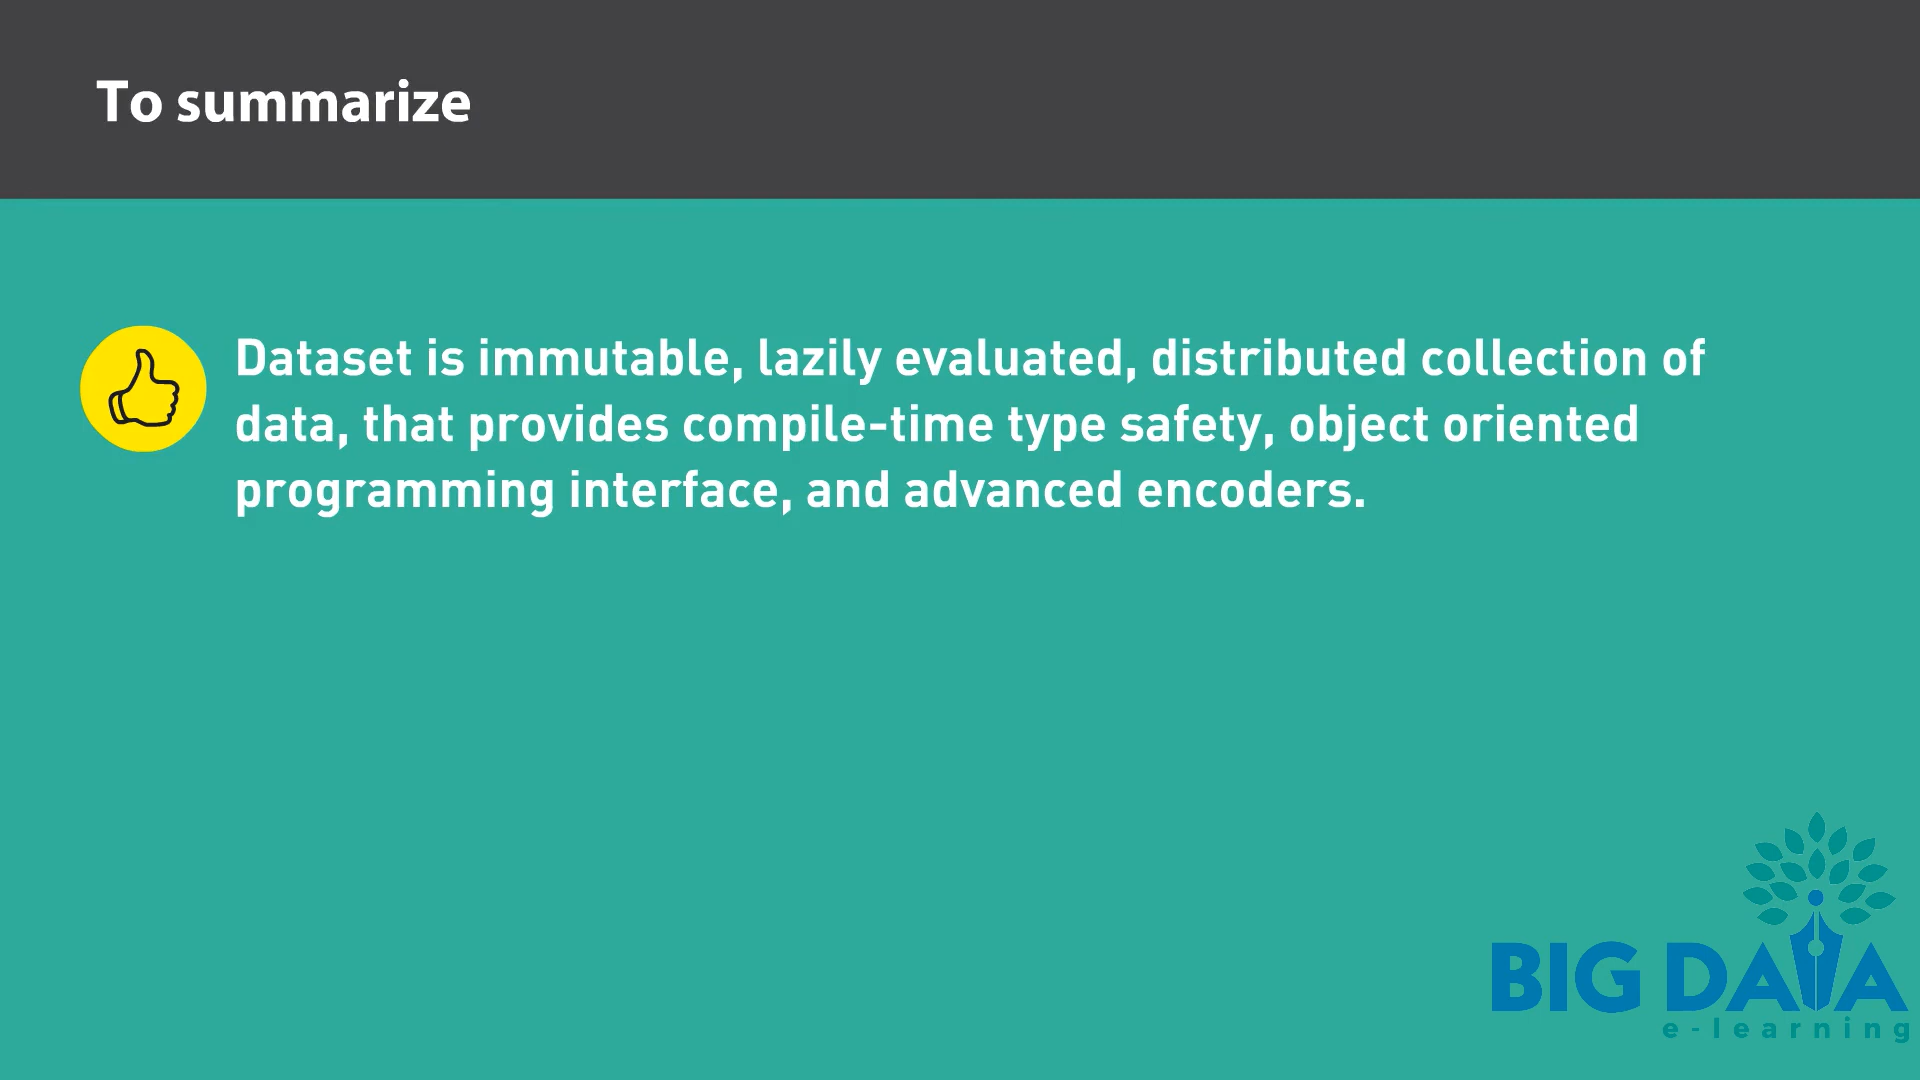 To summarize
Dataset is immutable, lazily evaluated, distributed collection of
data, that provides compile-time type safety, object oriented
programming interface, and advanced encoders.
BIG DATA
e-learning